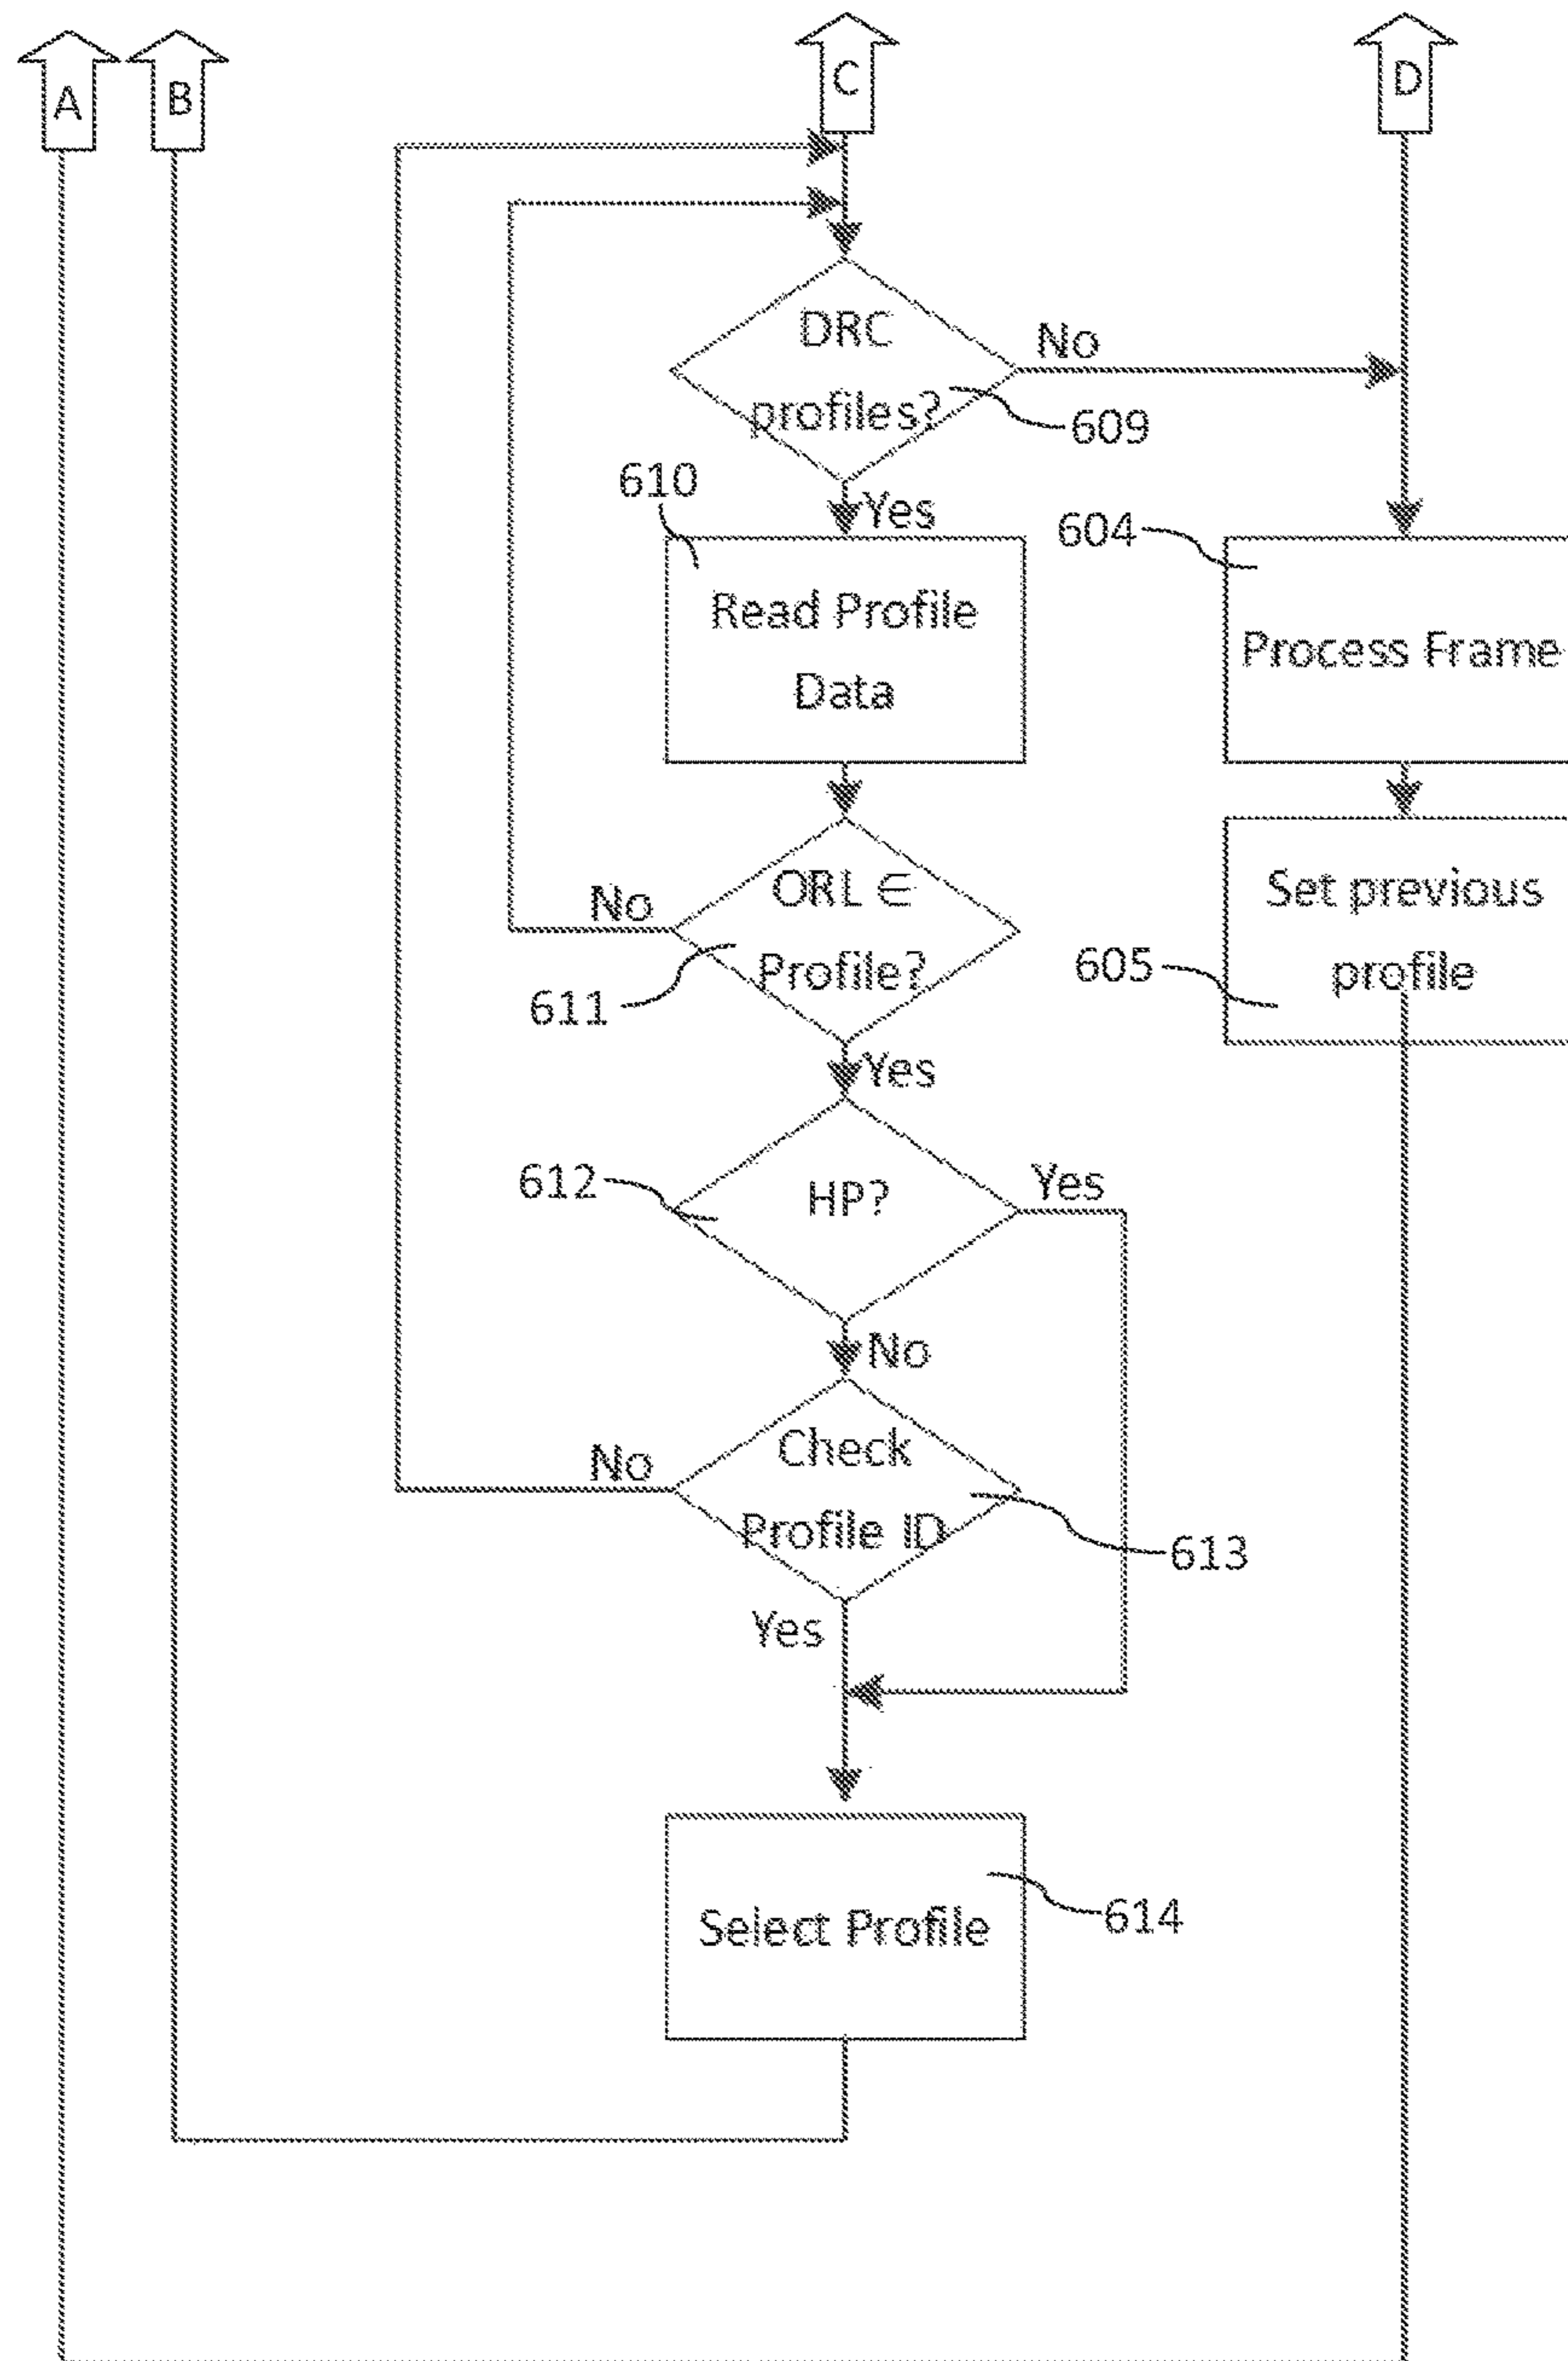 A
B
C
D
DRC
profiles?
No
609
Yes
610
604
Read Profile
Data
Process Frame
ORL ∈
Profile?
No
611
Set previous
profile
605
Yes
612
HP?
Yes
No
Check
Profile ID
No
613
Yes
Select Profile
614